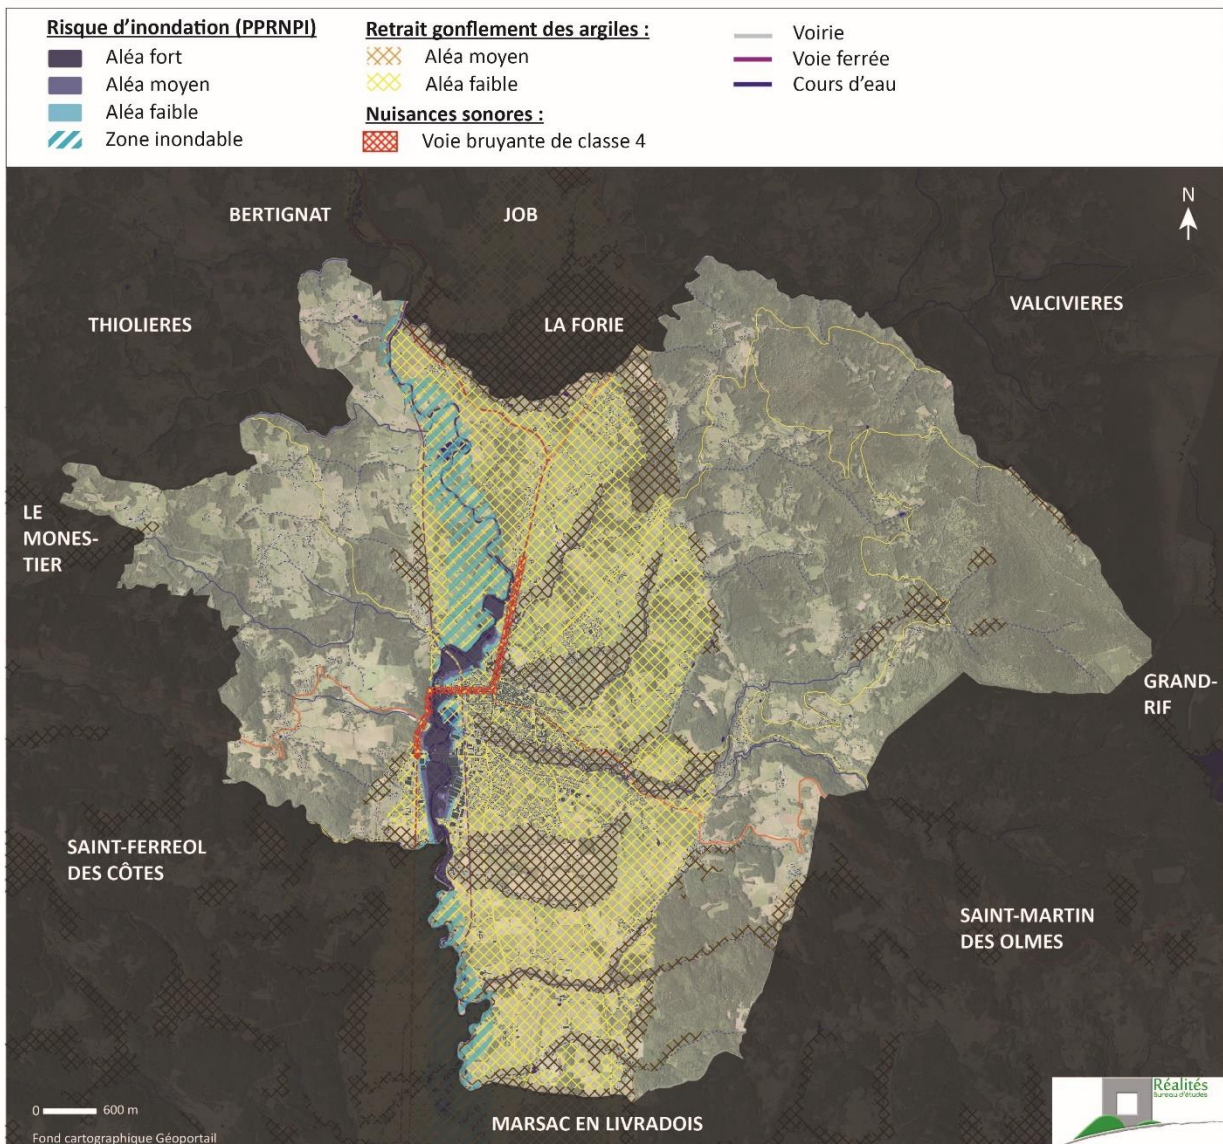 Risque d'inondation (PPRNPI)
Aléa fort
Aléa moyen
Aléa faible
Zone inondable
Retrait gonflement des argiles :
Aléa moyen
Aléa faible
Nuisances sonores :
Voie bruyante de classe 4
Voirie
Voie ferrée
Cours d'eau
BERTIGNAT
JOB
N
THIOLIERES
LA FORIE
VALCIVIERES
LE
MONES-
TIER
GRAND-
RIF
SAINT-FERREOL
DES CÔTES
SAINT-MARTIN
DES OLMES
MARSAC EN LIVRADOIS
0 600 m
Fond cartographique Géoportail
Réalités
Bureau d'études